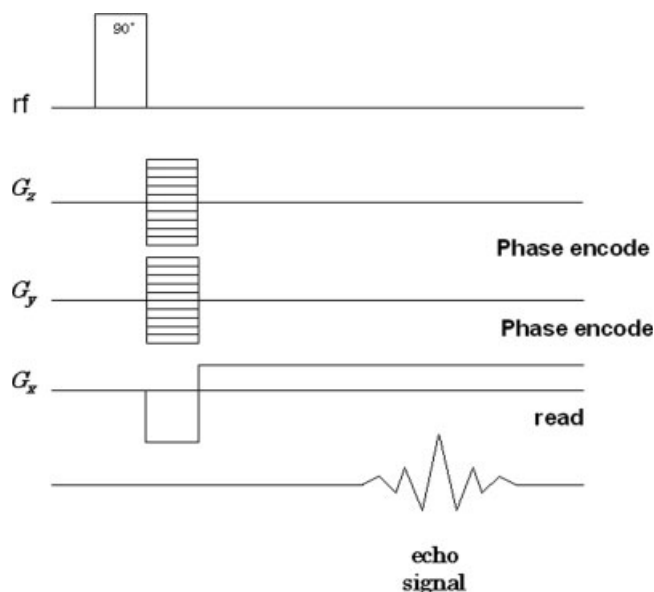 90°
rf
G_z
Phase encode
G_y
Phase encode
G_x
read
echo
signal